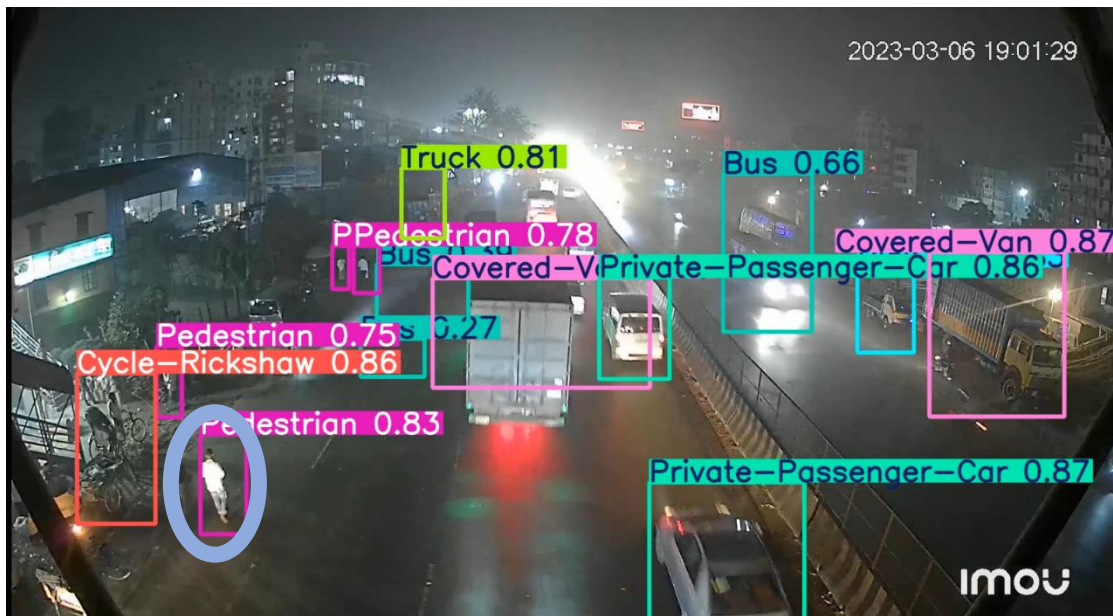 2023-03-06 19:01:29
Truck 0.81
Bus 0.66
PPedestrian 0.78
Covered-Van 0.87
Bus
Private-Passenger-Car 0.86
Pedestrian 0.75
0.27
Cycle-Rickshaw 0.86
Pedestrian 0.83
Private-Passenger-Car 0.87
imou